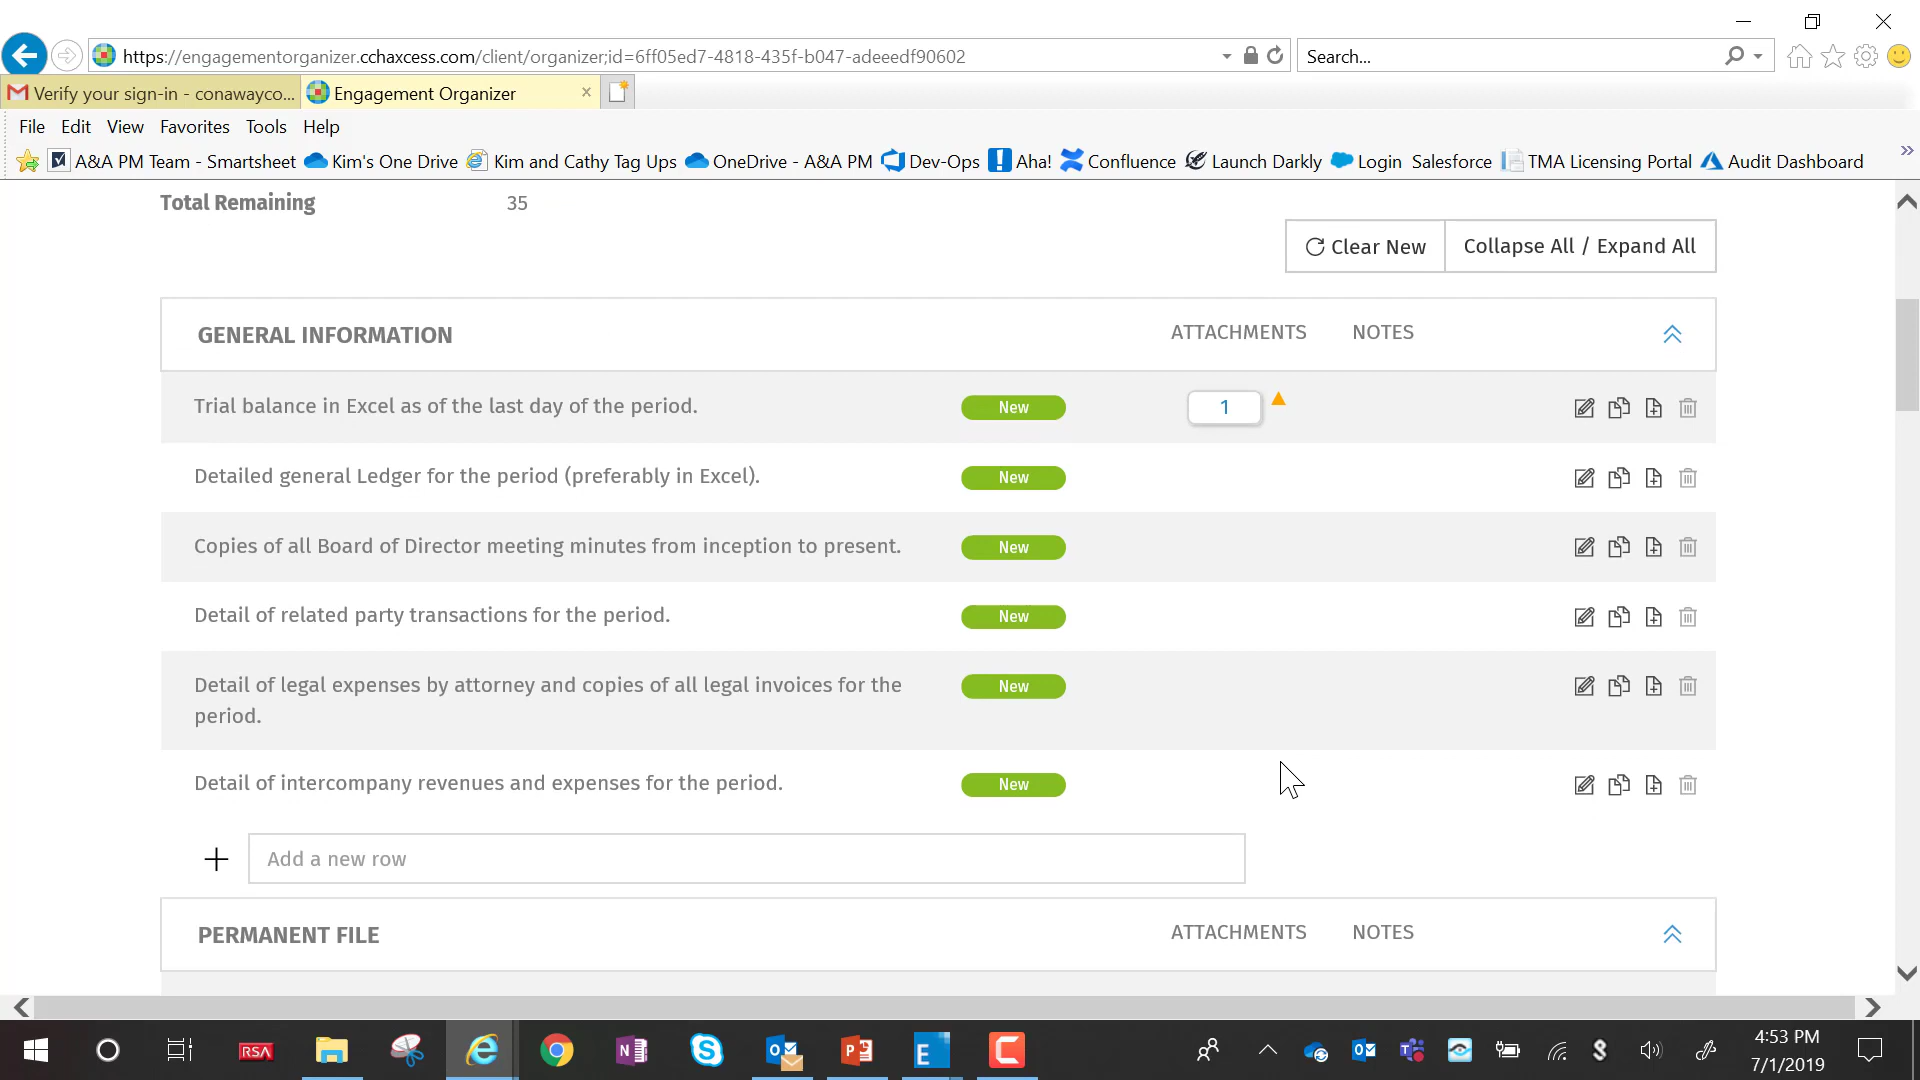 https://engagementorganizer.cchaxcess.com/client/organizer;id=6ff05ed7-4818-435f-b047-adeeedf90602
Search...
Verify your sign-in - conawayco...
Engagement Organizer
File Edit View Favorites Tools Help
A&A PM Team - Smartsheet Kim's One Drive Kim and Cathy Tag Ups OneDrive - A&A PM Dev-Ops Aha! Confluence Launch Darkly Login Salesforce TMA Licensing Portal Audit Dashboard
Total Remaining 35
Clear New Collapse All / Expand All
GENERAL INFORMATION ATTACHMENTS NOTES
Trial balance in Excel as of the last day of the period. New 1
Detailed general Ledger for the period (preferably in Excel). New
Copies of all Board of Director meeting minutes from inception to present. New
Detail of related party transactions for the period. New
Detail of legal expenses by attorney and copies of all legal invoices for the New
period.
Detail of intercompany revenues and expenses for the period. New
Add a new row
PERMANENT FILE ATTACHMENTS NOTES
RSA
4:53 PM
7/1/2019